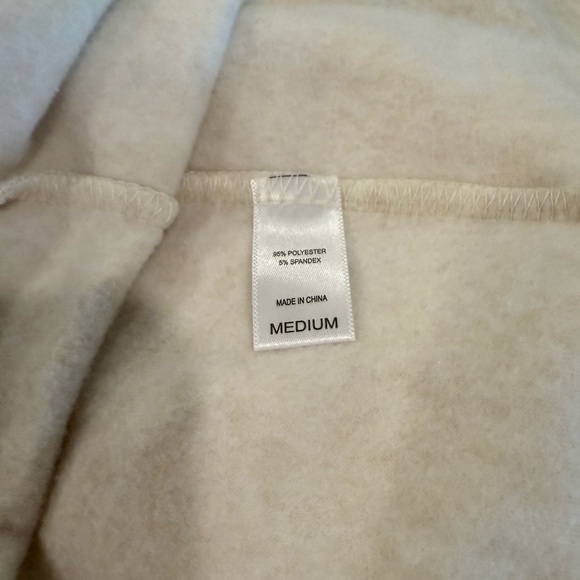 95% POLYESTER
5% SPANDEX
MADE IN CHINA
MEDIUM